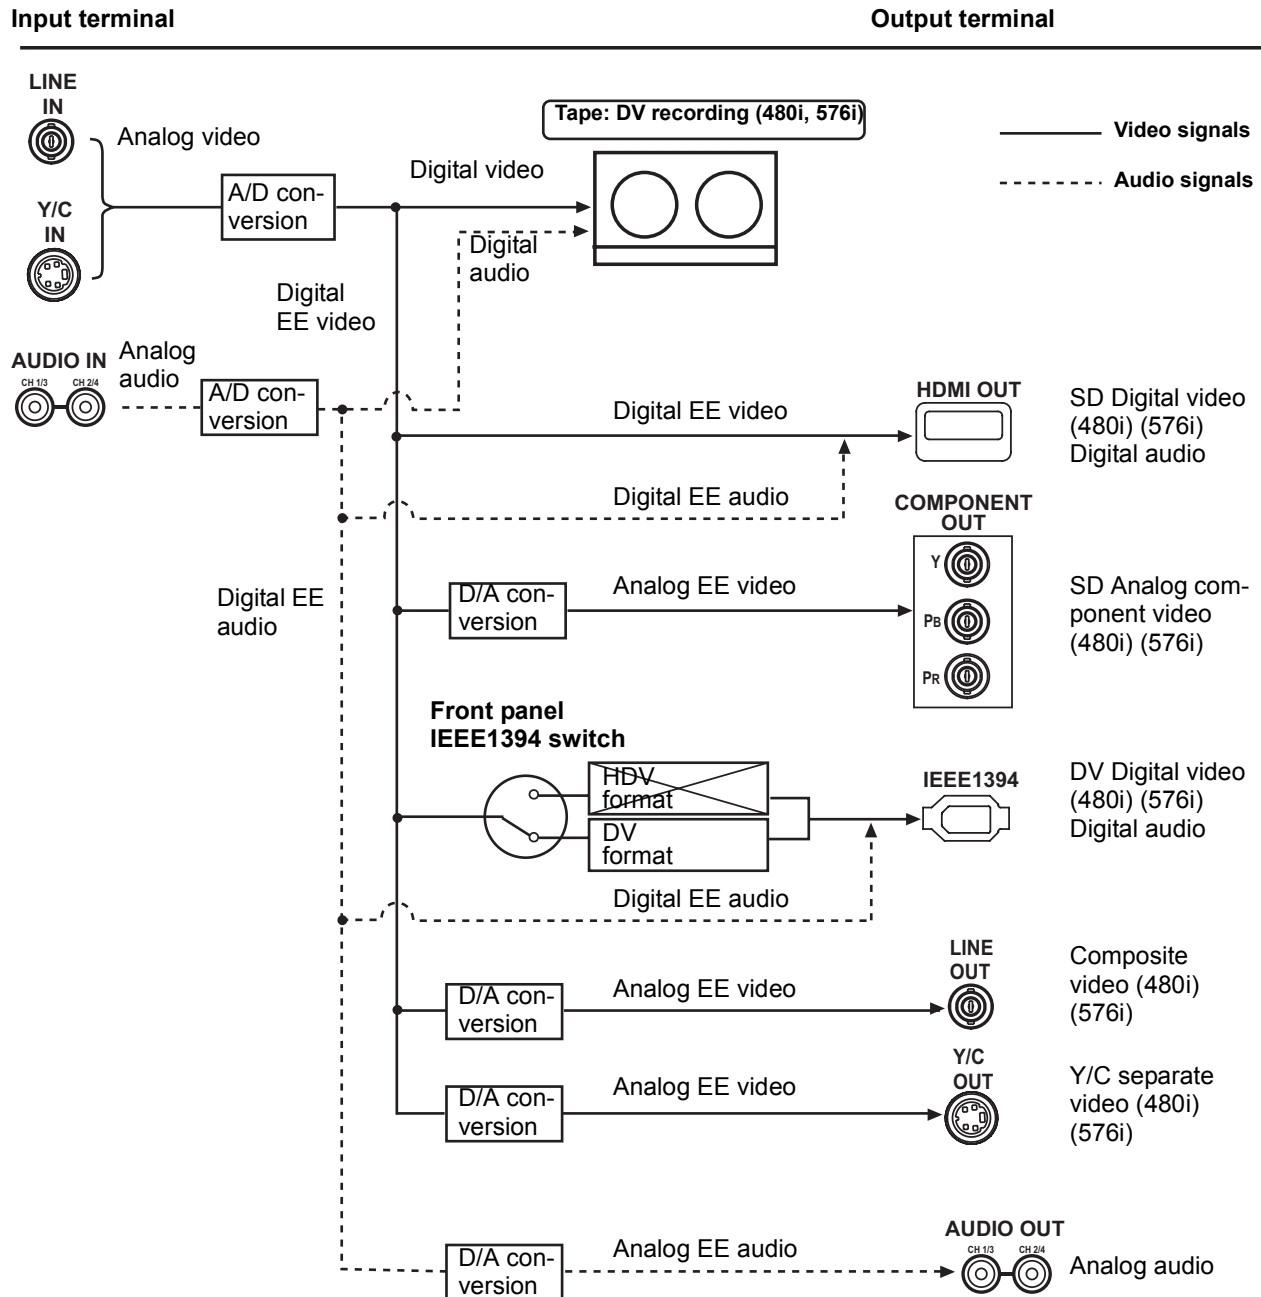 Input terminal
Output terminal
LINE
IN
Analog video
Tape: DV recording (480i, 576i)
Video signals
Audio signals
Digital video
A/D con-
version
Y/C
IN
Digital
audio
Digital
EE video
AUDIO IN
CH 1/3 CH 2/4
Analog
audio
A/D con-
version
Digital EE video
HDMI OUT
SD Digital video
(480i) (576i)
Digital audio
Digital EE audio
COMPONENT
OUT
Y
PB
PR
Digital EE
audio
D/A con-
version
Analog EE video
SD Analog com-
ponent video
(480i) (576i)
Front panel
IEEE1394 switch
HDV
format
DV
format
IEEE1394
DV Digital video
(480i) (576i)
Digital audio
Digital EE audio
LINE
OUT
D/A con-
version
Analog EE video
Composite
video (480i)
(576i)
Y/C
OUT
D/A con-
version
Analog EE video
Y/C separate
video (480i)
(576i)
AUDIO OUT
CH 1/3 CH 2/4
D/A con-
version
Analog EE audio
Analog audio